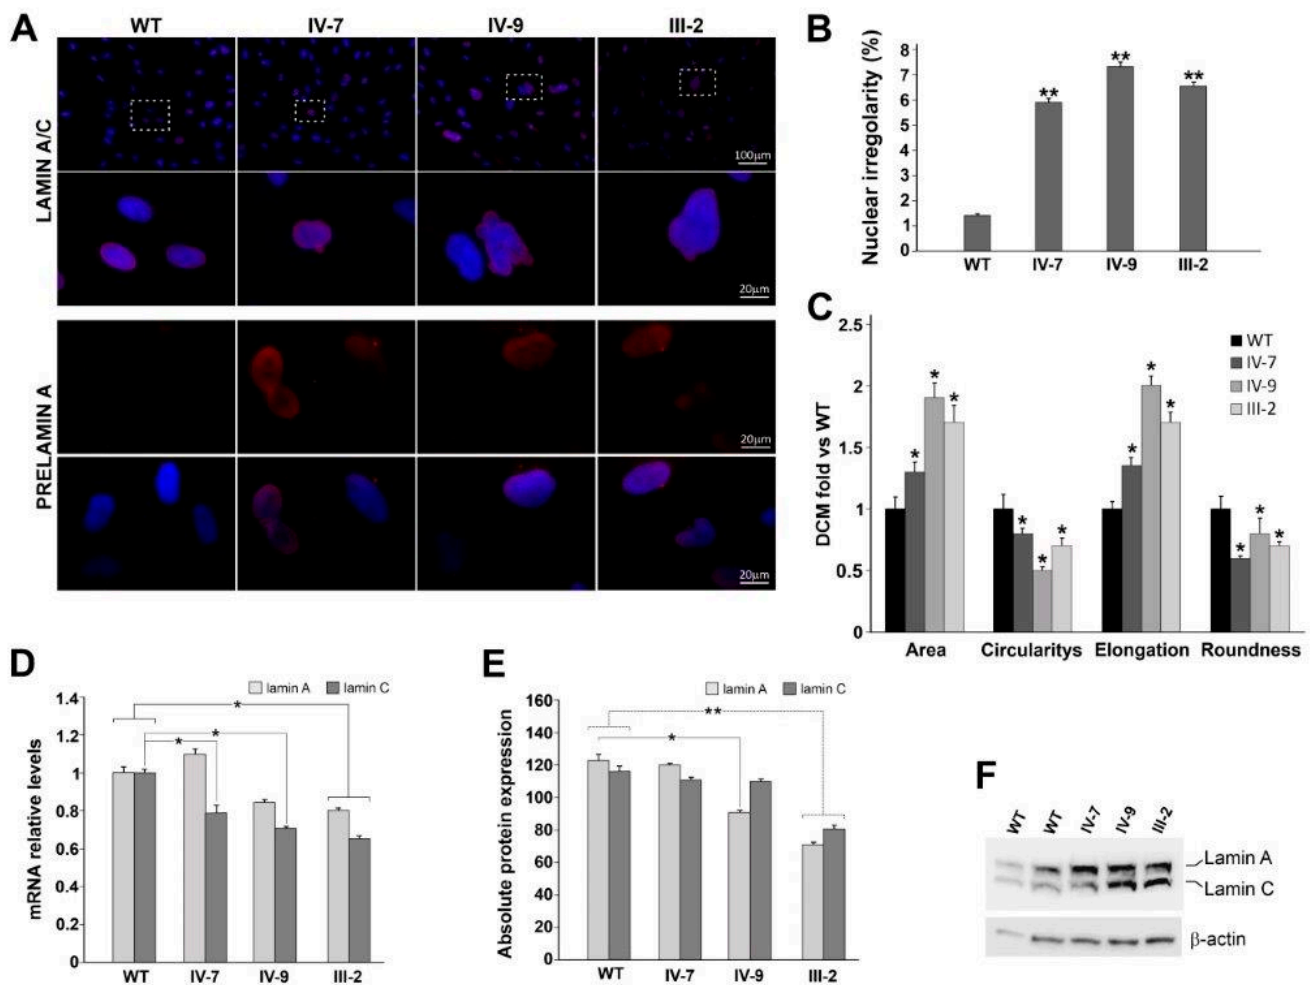 A
WT IV-7 IV-9 III-2
LAMIN A/C
100µm
20µm
PRELAMIN A
20µm
20µm
B
Nuclear irregolarity (%)
8
7
6
5
4
3
2
1
0
** ** **
WT IV-7 IV-9 III-2
C
DCM fold vs WT
2.5
2
1.5
1
0.5
0
WT
IV-7
IV-9
III-2
* * * * * * * * * * * *
Area Circularitys Elongation Roundness
D
lamin A lamin C
mRNA relative levels
1.4
1.2
1
0.8
0.6
0.4
0.2
0
*
*
*
WT IV-7 IV-9 III-2
E
lamin A lamin C
Absolute protein expression
160
140
120
100
80
60
40
20
0
**
*
WT IV-7 IV-9 III-2
F
WT WT IV-7 IV-9 III-2
Lamin A
Lamin C
β-actin